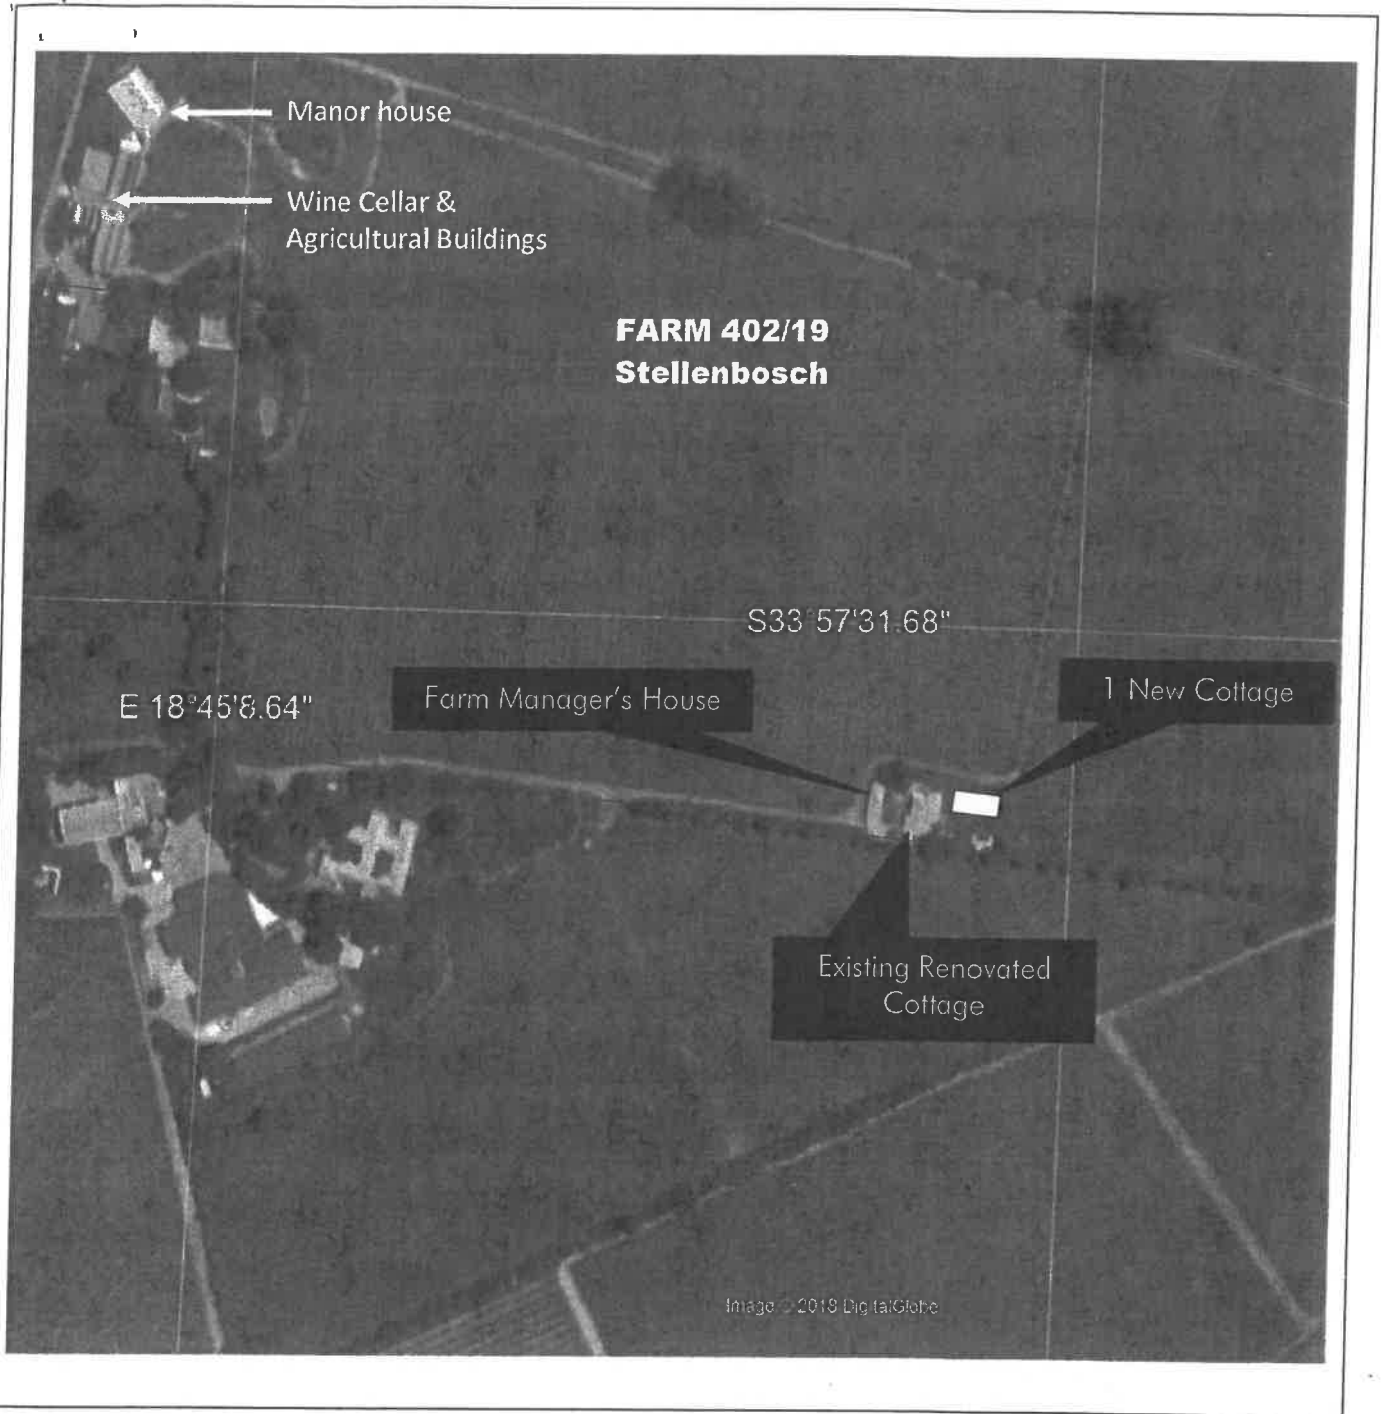 Manor house
Wine Cellar &
Agricultural Buildings
FARM 402/19
Stellenbosch
S33 57'31.68"
E 18°45'8.64"
Farm Manager's House
1 New Cottage
Existing Renovated
Cottage
Image © 2018 DigitalGlobe